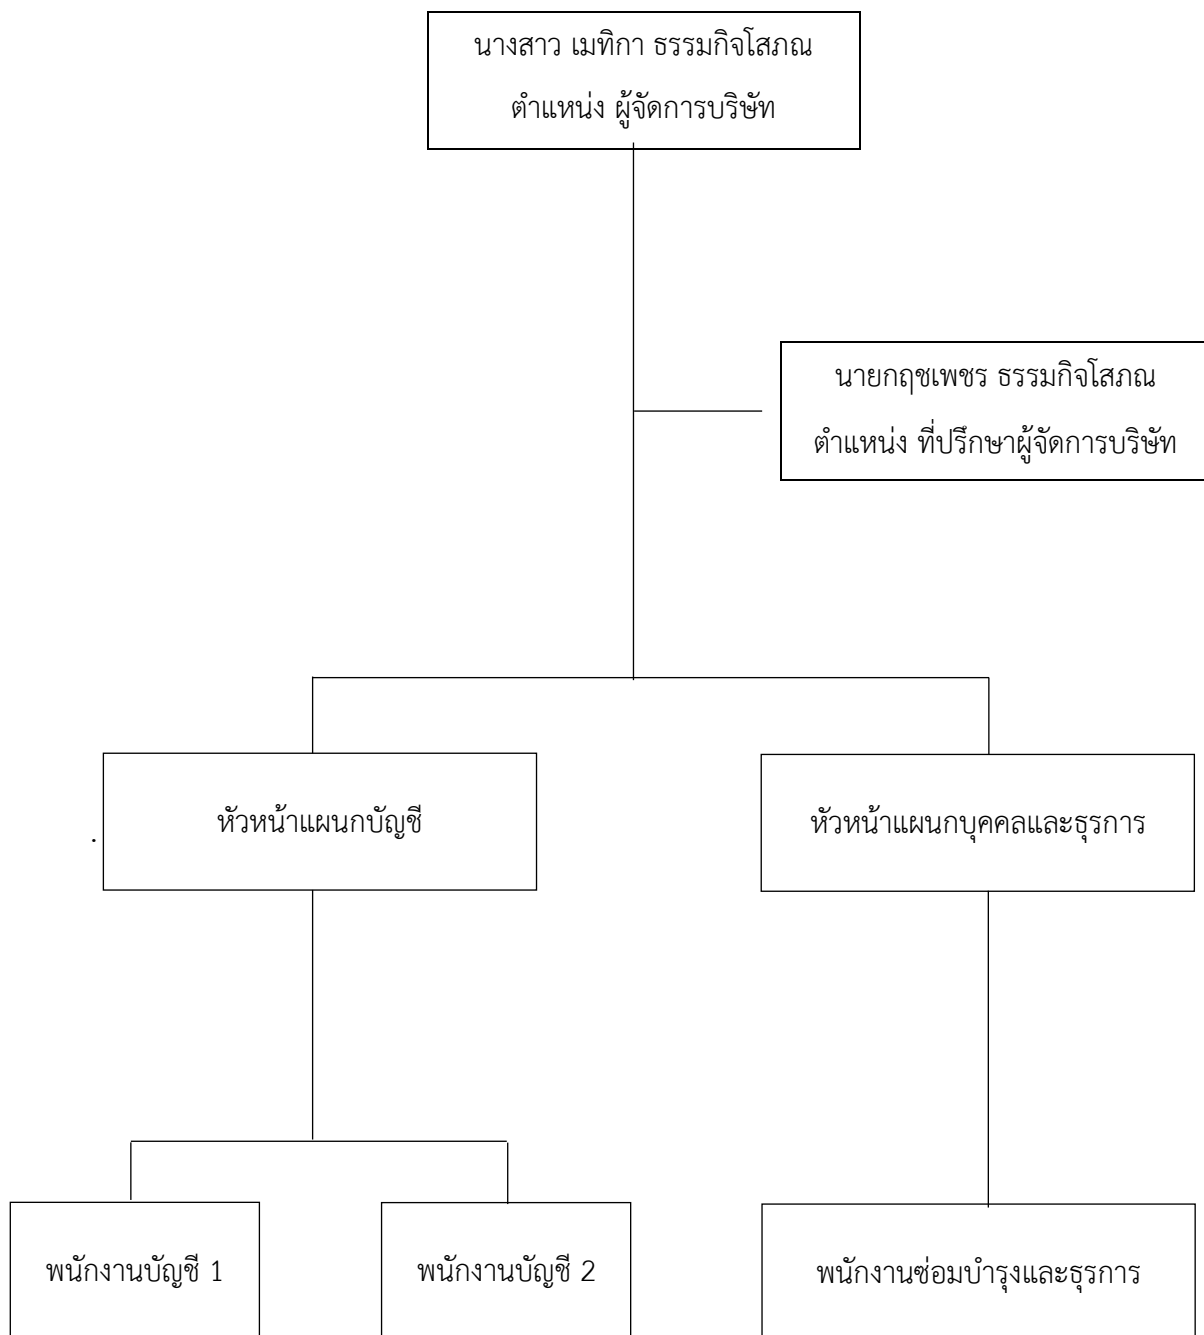 นางสาว เมทิกา ธรรมกิจโสภณ
ตำแหน่ง ผู้จัดการบริษัท
นายกฤชเพชร ธรรมกิจโสภณ
ตำแหน่ง ที่ปรึกษาผู้จัดการบริษัท
หัวหน้าแผนกบัญชี
หัวหน้าแผนกบุคคลและธุรการ
.
พนักงานบัญชี 1
พนักงานบัญชี 2
พนักงานซ่อมบำรุงและธุรการ